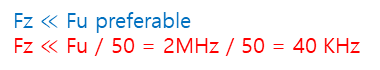 Fz ≪ Fu preferable
Fz ≪ Fu / 50 = 2MHz / 50 = 40 KHz